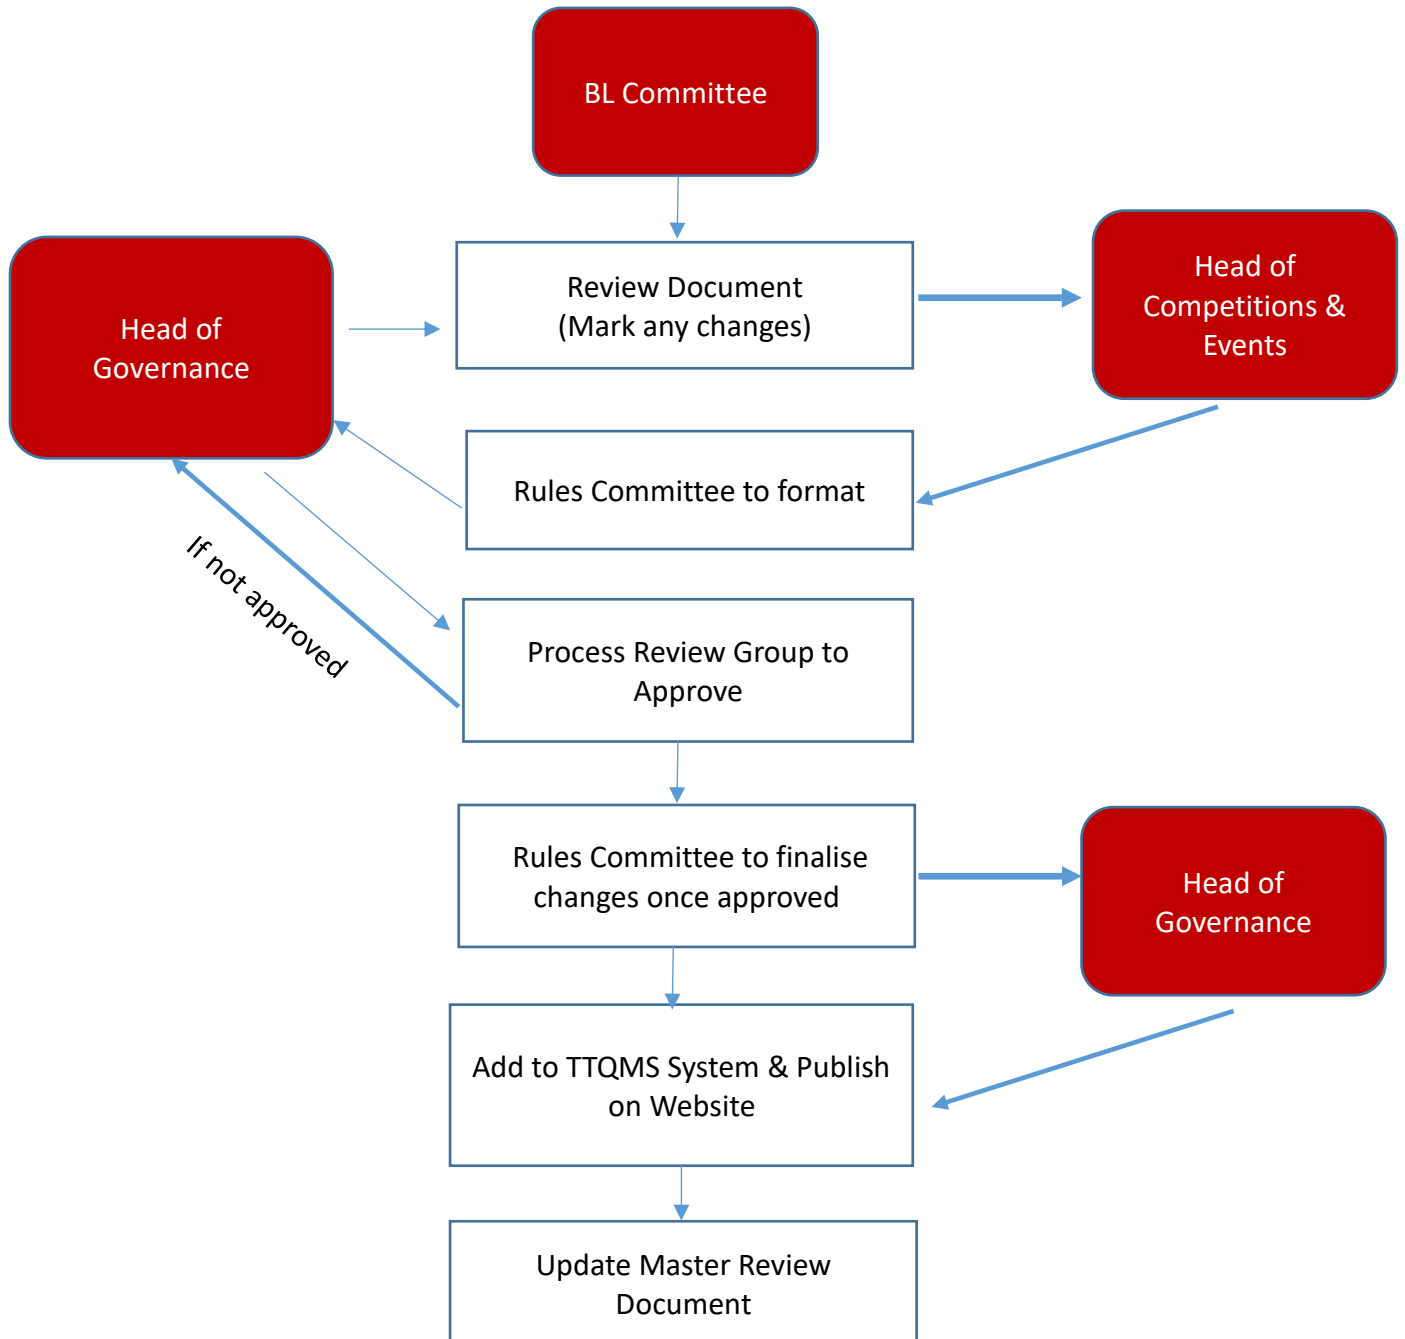 BL Committee
Review Document
(Mark any changes)
Head of
Competitions &
Events
Head of
Governance
Rules Committee to format
If not approved
Process Review Group to
Approve
Rules Committee to finalise
changes once approved
Head of
Governance
Add to TTQMS System & Publish
on Website
Update Master Review
Document